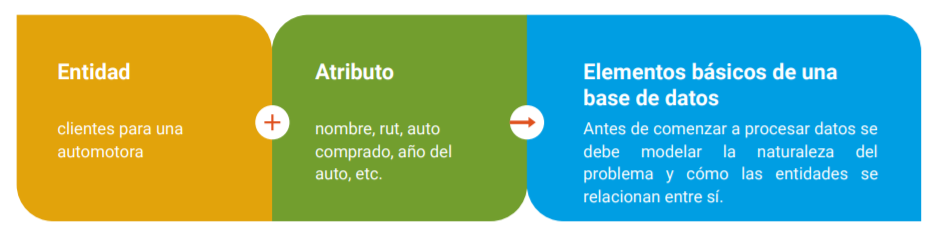 Entidad
clientes para una
automotora
Atributo
nombre, rut, auto
comprado, año del
auto, etc.
Elementos básicos de una
base de datos
Antes de comenzar a procesar datos se
debe modelar la naturaleza del
problema y cómo las entidades se
relacionan entre sí.